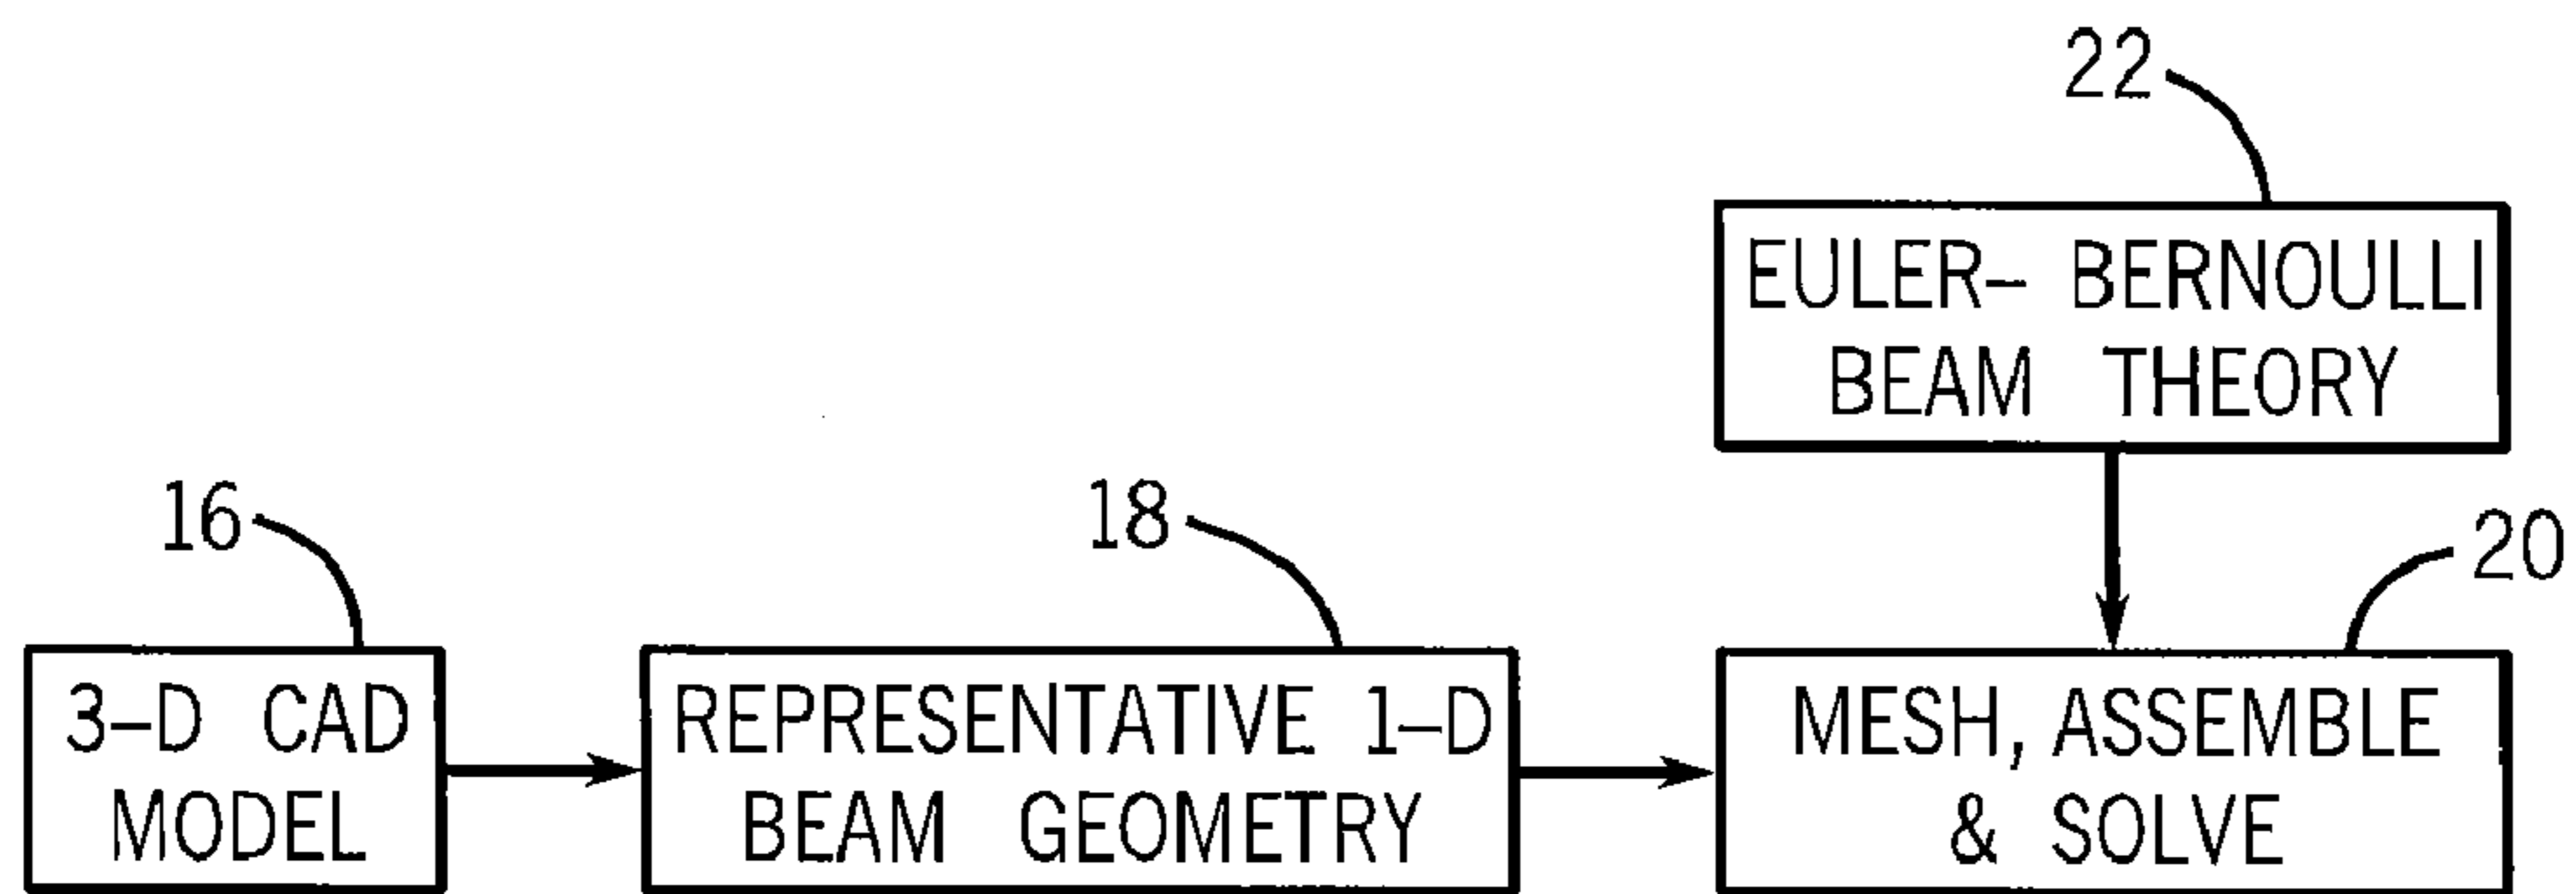 22
EULER– BERNOULLI
BEAM THEORY
16
18
20
3–D CAD
MODEL
REPRESENTATIVE 1–D
BEAM GEOMETRY
MESH, ASSEMBLE
& SOLVE